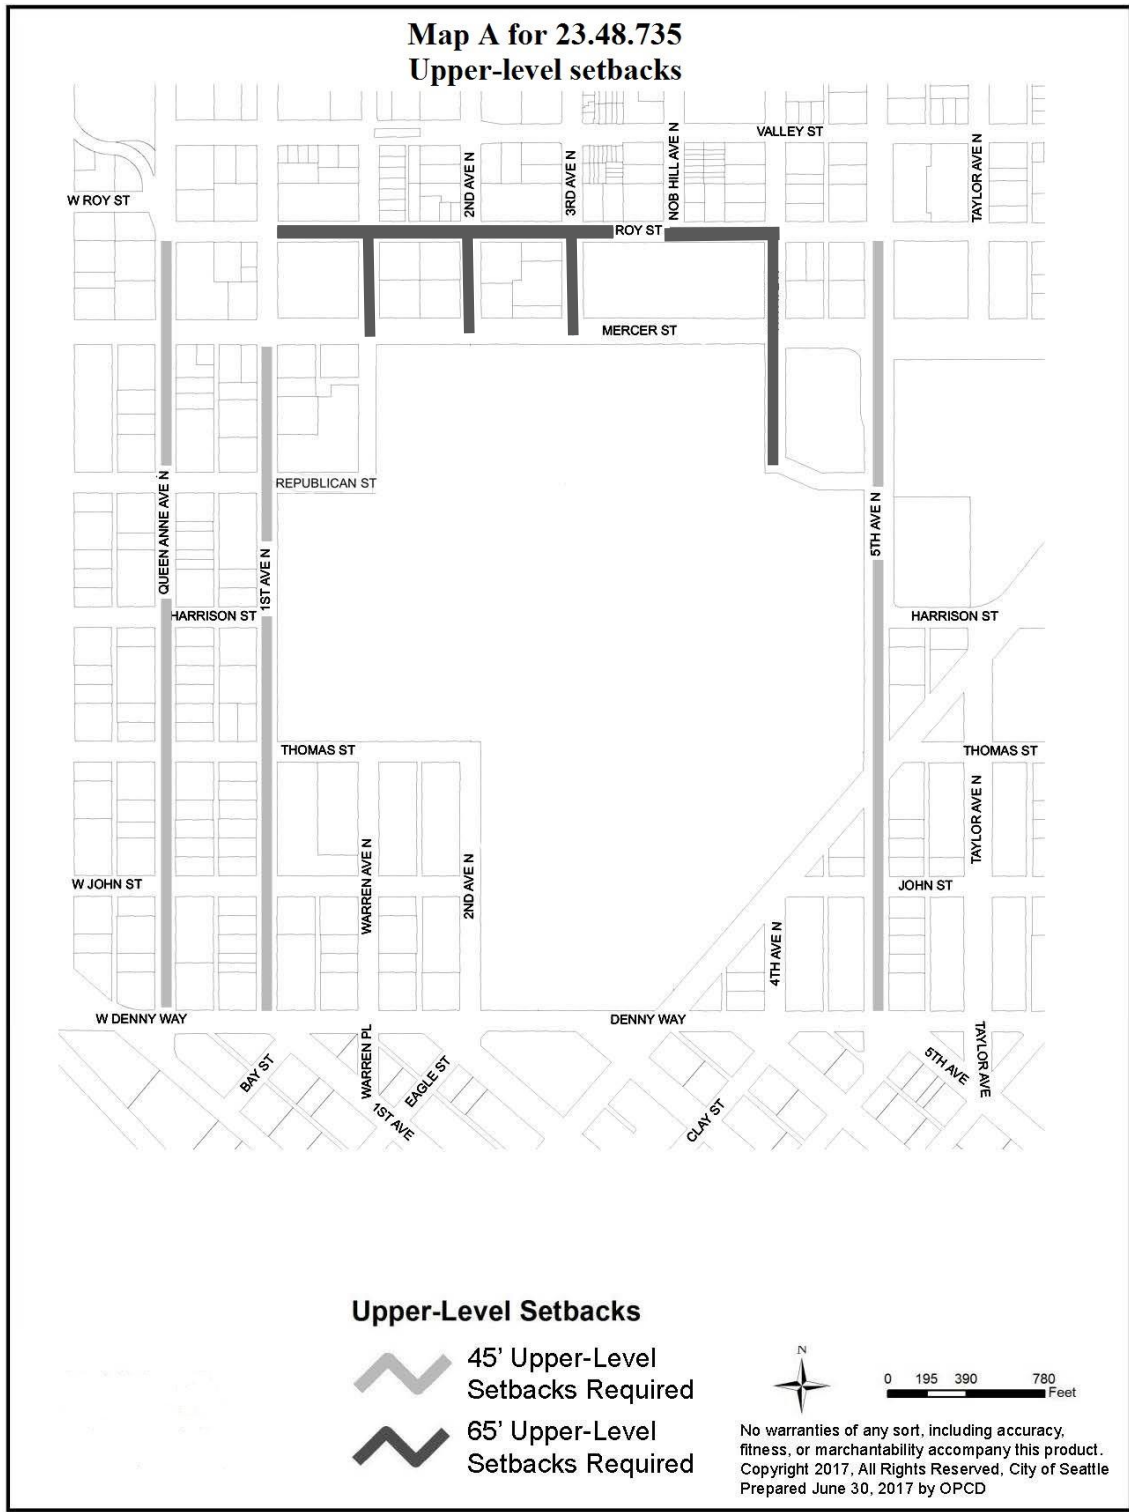 Map A for 23.48.735
Upper-level setbacks
VALLEY ST
W ROY ST
2ND AVE N
3RD AVE N
NOB HILL AVE N
TAYLOR AVE N
ROY ST
MERCER ST
QUEEN ANNE AVE N
REPUBLICAN ST
1ST AVE N
5TH AVE N
HARRISON ST
HARRISON ST
THOMAS ST
THOMAS ST
TAYLOR AVE N
W JOHN ST
WARREN AVE N
2ND AVE N
JOHN ST
4TH AVE N
W DENNY WAY
DENNY WAY
BAY ST
WARREN PL
EAGLE ST
1ST AVE
CLAY ST
5TH AVE
TAYLOR AVE
Upper-Level Setbacks
45’ Upper-Level
Setbacks Required
65’ Upper-Level
Setbacks Required
N
0 195 390 780
Feet
No warranties of any sort, including accuracy,
fitness, or marchantability accompany this product.
Copyright 2017, All Rights Reserved, City of Seattle
Prepared June 30, 2017 by OPCD